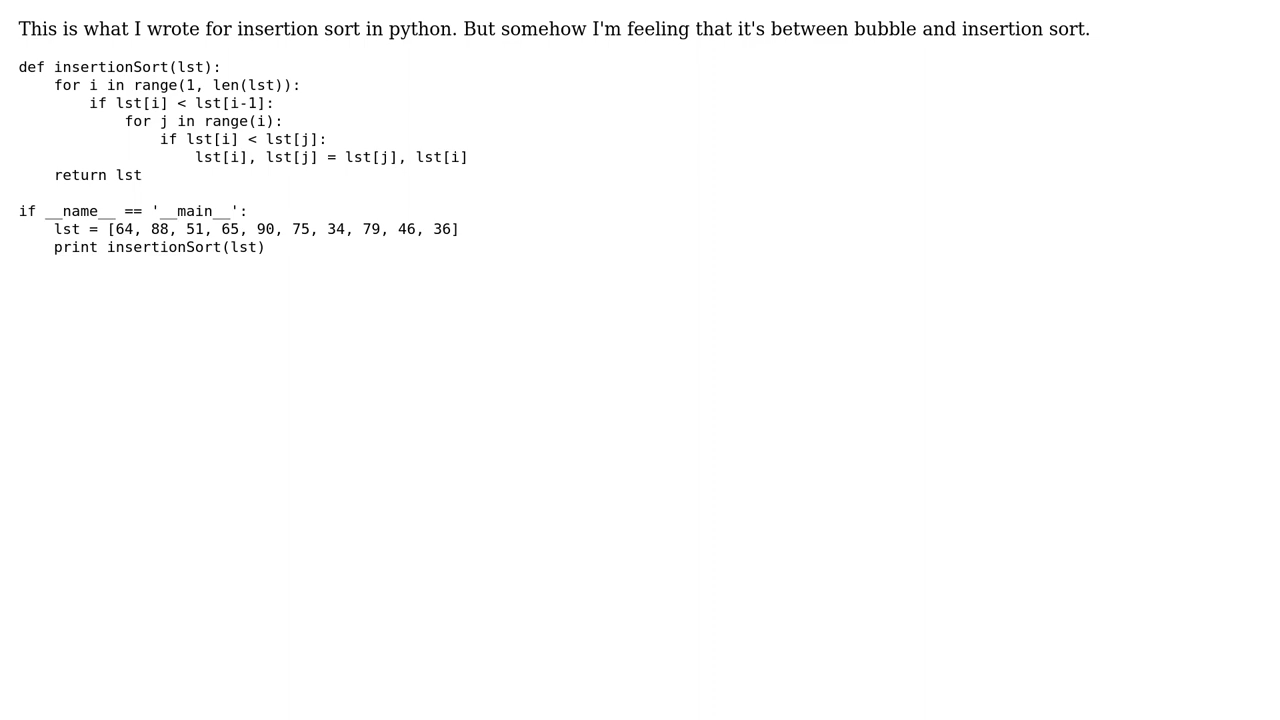 This is what I wrote for insertion sort in python. But somehow I'm feeling that it's between bubble and insertion sort.
def insertionSort(lst):
    for i in range(1, len(lst)):
        if lst[i] < lst[i-1]:
            for j in range(i):
                if lst[i] < lst[j]:
                    lst[i], lst[j] = lst[j], lst[i]
    return lst

if __name__ == '__main__':
    lst = [64, 88, 51, 65, 90, 75, 34, 79, 46, 36]
    print insertionSort(lst)